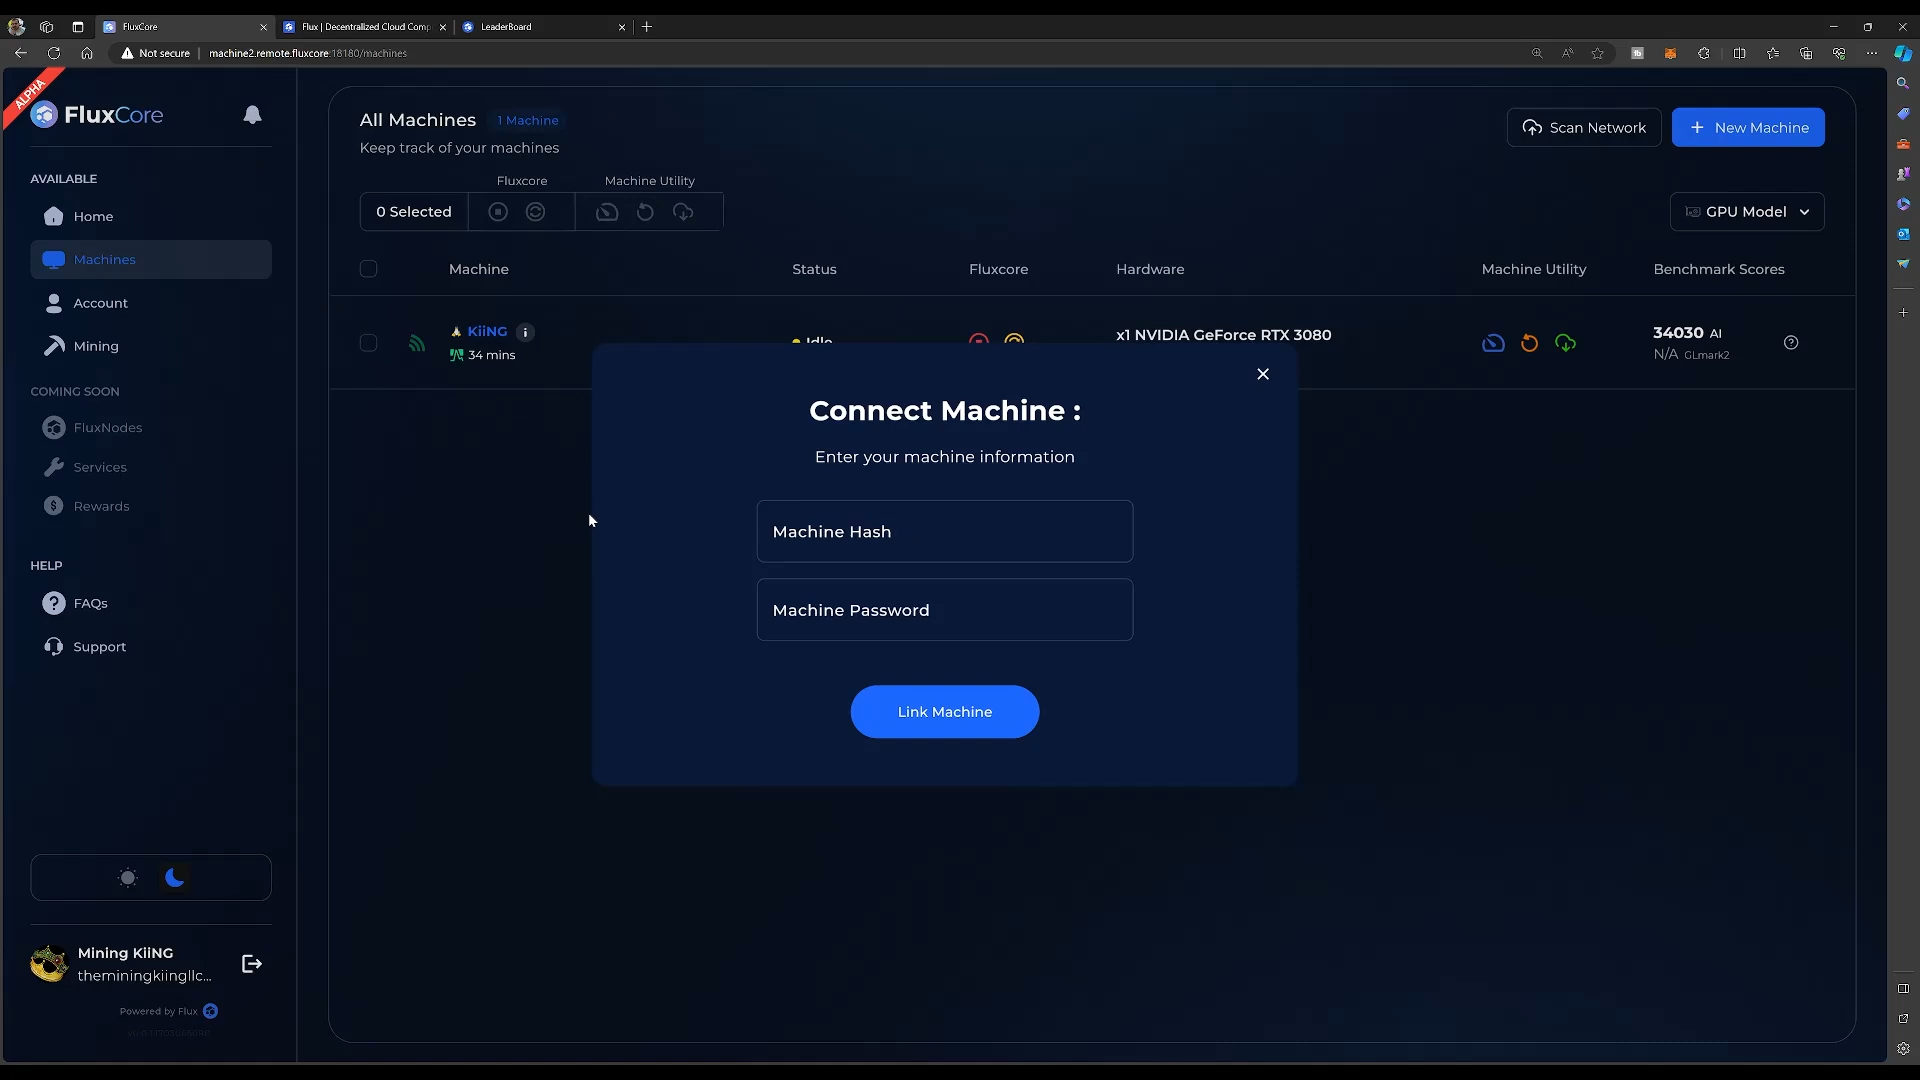 FluxCore
Flux | Decentralized Cloud Comp
LeaderBoard
Not secure
machine2.remote.fluxcore:18180/machines
ALPHA
FluxCore
AVAILABLE
Home
Machines
Account
Mining
COMING SOON
FluxNodes
Services
Rewards
HELP
FAQs
Support
Mining KiiNG
theminingkiingllc...
Powered by Flux
All Machines
1 Machine
Keep track of your machines
Scan Network
+ New Machine
Fluxcore
Machine Utility
0 Selected
GPU Model
Machine
Status
Fluxcore
Hardware
Machine Utility
Benchmark Scores
KiiNG
34 mins
Idle
x1 NVIDIA GeForce RTX 3080
34030 AI
N/A GLmark2
Connect Machine :
Enter your machine information
Machine Hash
Machine Password
Link Machine